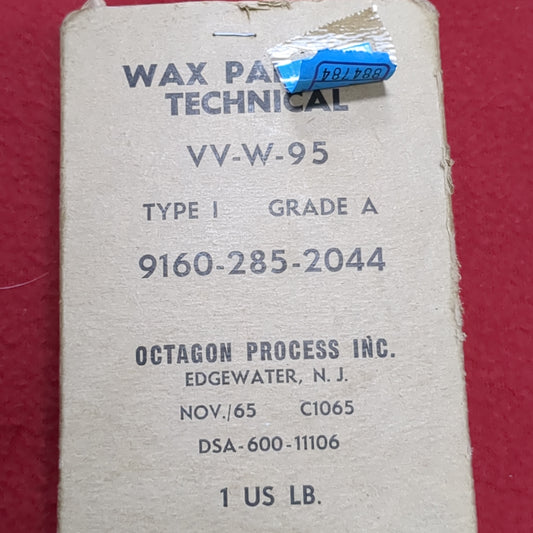 WAX PA
TECHNICAL
VV-W-95
TYPE I GRADE A
9160-285-2044
OCTAGON PROCESS INC.
EDGEWATER, N. J.
NOV./65 C1065
DSA-600-11106
1 US LB.
884784